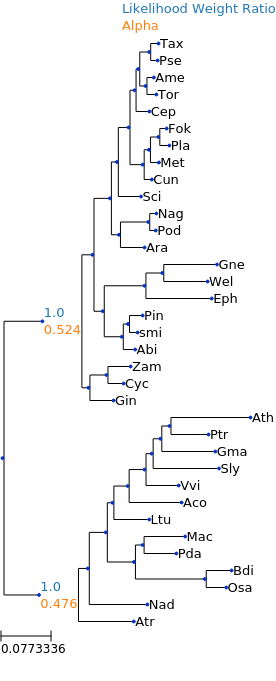 Likelihood Weight Ratio
Alpha
Tax
Pse
Ame
Tor
Cep
Fok
Pla
Met
Cun
Sci
Nag
Pod
Ara
Gne
Wel
Eph
1.0
0.524
Pin
smi
Abi
Zam
Cyc
Gin
Ath
Ptr
Gma
Sly
Vvi
Aco
Ltu
Mac
Pda
Bdi
Osa
1.0
0.476
Nad
Atr
0.0773336